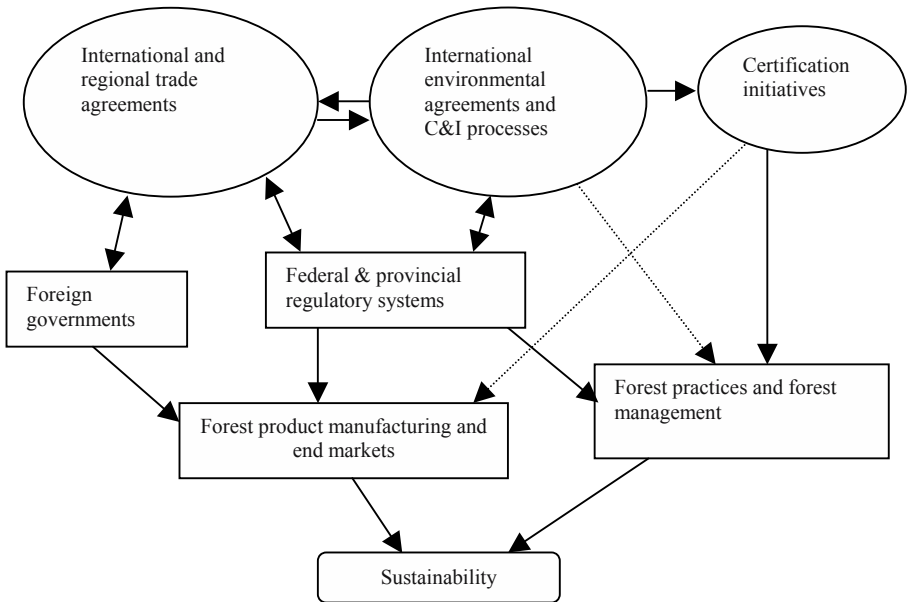 International and
regional trade
agreements
International
environmental
agreements and
C&I processes
Certification
initiatives
Foreign
governments
Federal & provincial
regulatory systems
Forest product manufacturing and
end markets
Forest practices and forest
management
Sustainability